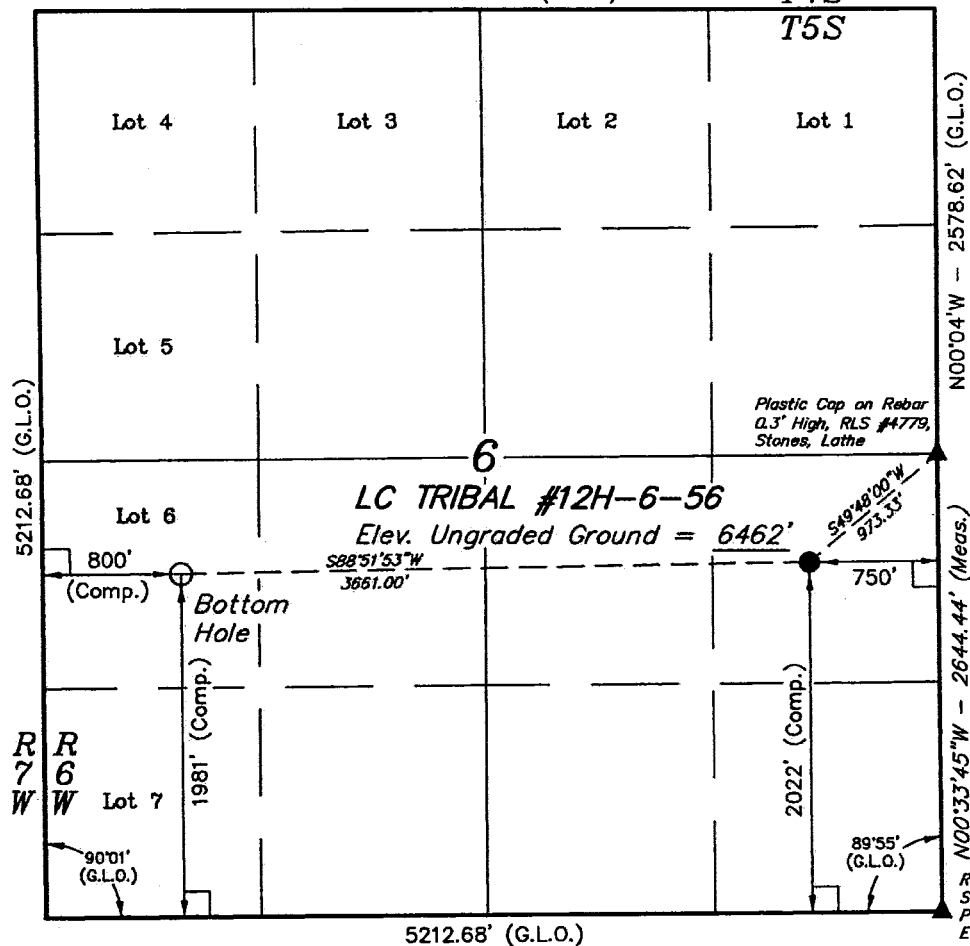 T5S
Lot 4
Lot 3
Lot 2
Lot 1
N00°04'W - 2578.62' (G.L.O.)
Lot 5
5212.68' (G.L.O.)
Plastic Cap on Rebar
0.3' High, RLS #4779,
Stones, Lathe
6
LC TRIBAL #12H-6-56
Elev. Ungraded Ground = 6462'
S49°48'00"W
973.33'
Lot 6
800'
(Comp.)
S88°51'53"W
3661.00'
750'
Bottom
Hole
1981' (Comp.)
2022' (Comp.)
N00°33'45"W - 2644.44' (Meas.)
R R
7 6
W W
Lot 7
90°01'
(G.L.O.)
89°55'
(G.L.O.)
R
S
P
E
5212.68' (G.L.O.)